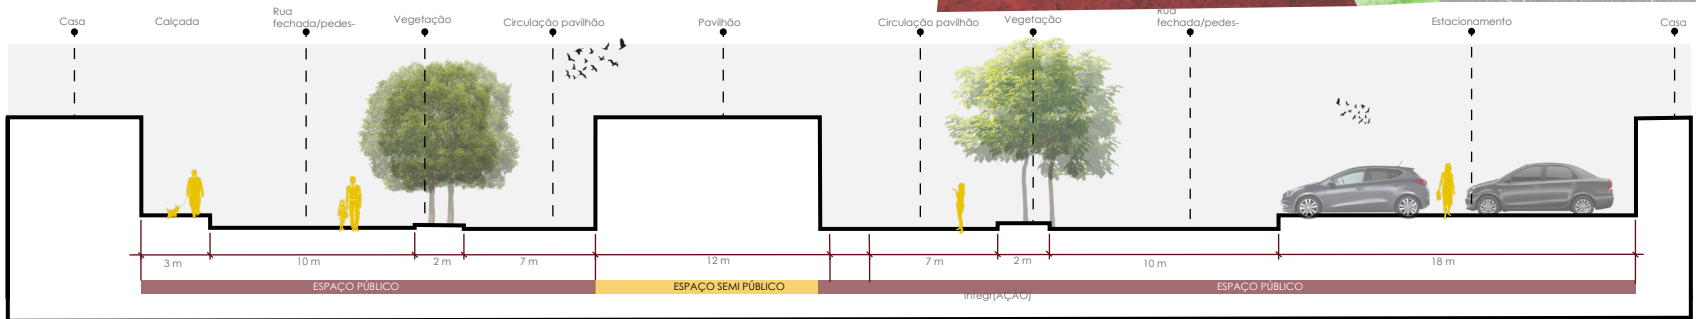 Casa
Calçada
Rua
fechada/pedes-
Vegetação
Circulação pavilhão
Pavilhão
Circulação pavilhão
Vegetação
Rua
fechada/pedes-
Estacionamento
Casa
3 m
10 m
2 m
7 m
12 m
7 m
2 m
10 m
18 m
ESPAÇO PÚBLICO
ESPAÇO SEMI PÚBLICO
ESPAÇO PÚBLICO
Integr(AÇÃO)